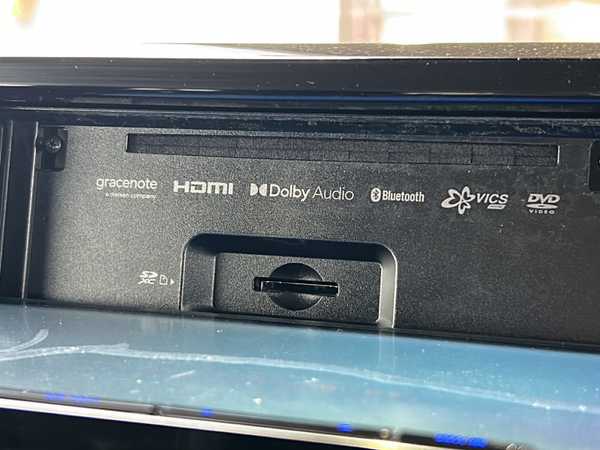 gracenote
a nielsen company
HDMI
Dolby Audio
Bluetooth
VICS
DVD
VIDEO
SD
XC